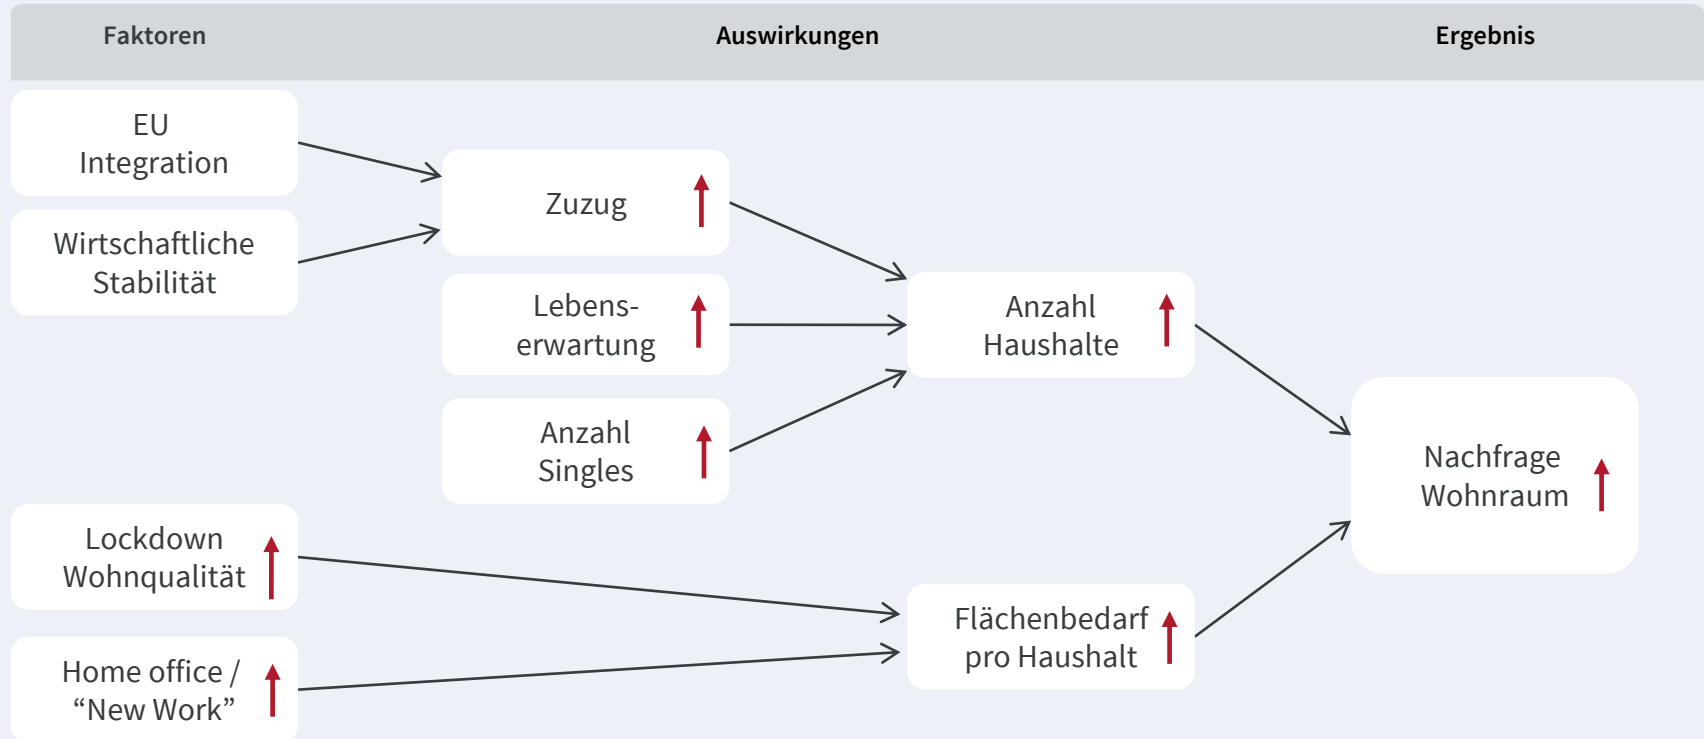 Faktoren
Auswirkungen
Ergebnis
EU
Integration
Wirtschaftliche
Stabilität
Zuzug
Lebens-
erwartung
Anzahl
Singles
Anzahl
Haushalte
Nachfrage
Wohnraum
Lockdown
Wohnqualität
Flächenbedarf
pro Haushalt
Home office /
“New Work”